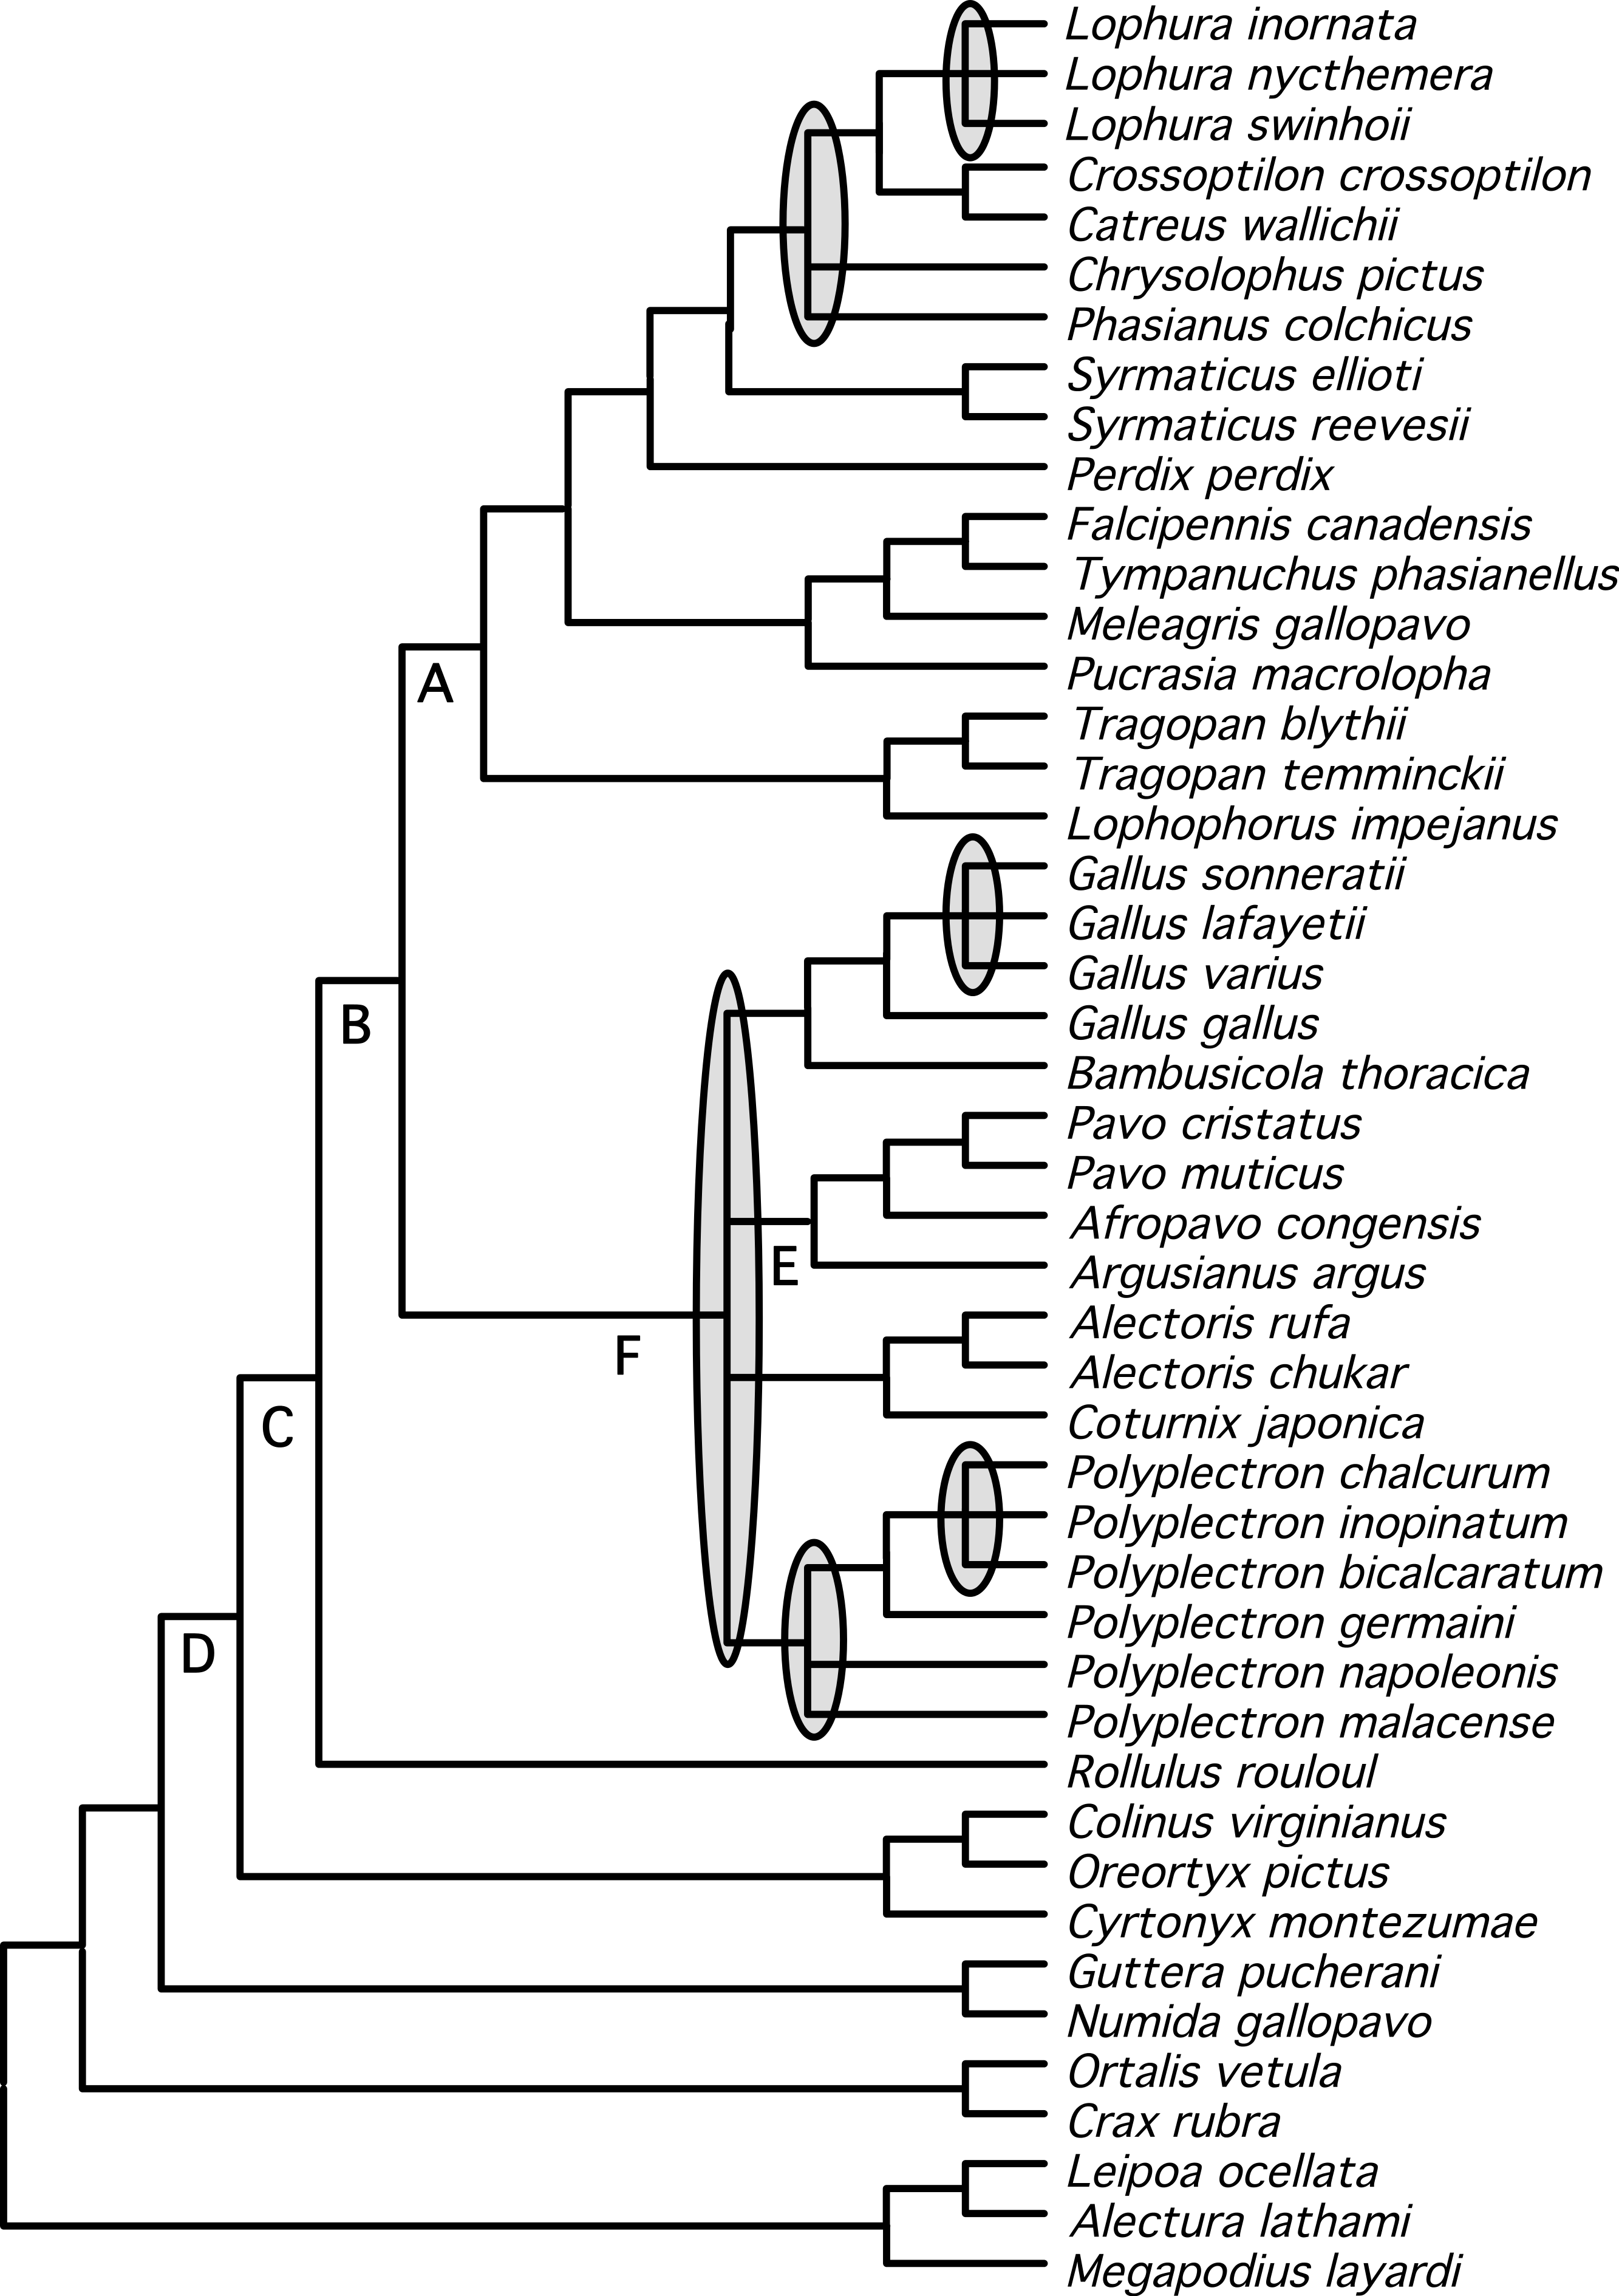 Lophura inornata
Lophura nycthemera
Lophura swinhoii
Crossoptilon crossoptilon
Catreus wallichii
Chrysolophus pictus
Phasianus colchicus
Syrmaticus ellioti
Syrmaticus reevesii
Perdix perdix
Falcipennis canadensis
Tympanuchus phasianellus
Meleagris gallopavo
Pucrasia macrolopha
A
Tragopan blythii
Tragopan temminckii
Lophophorus impejanus
Gallus sonneratii
Gallus lafayetii
Gallus varius
B
Gallus gallus
Bambusicola thoracica
Pavo cristatus
Pavo muticus
Afropavo congensis
E
Argusianus argus
Alectoris rufa
F
Alectoris chukar
C
Coturnix japonica
Polyplectron chalcurum
Polyplectron inopinatum
Polyplectron bicalcaratum
Polyplectron germaini
D
Polyplectron napoleonis
Polyplectron malacense
Rollulus rouloul
Colinus virginianus
Oreortyx pictus
Cyrtonyx montezumae
Guttera pucherani
Numida gallopavo
Ortalis vetula
Crax rubra
Leipoa ocellata
Alectura lathami
Megapodius layardi